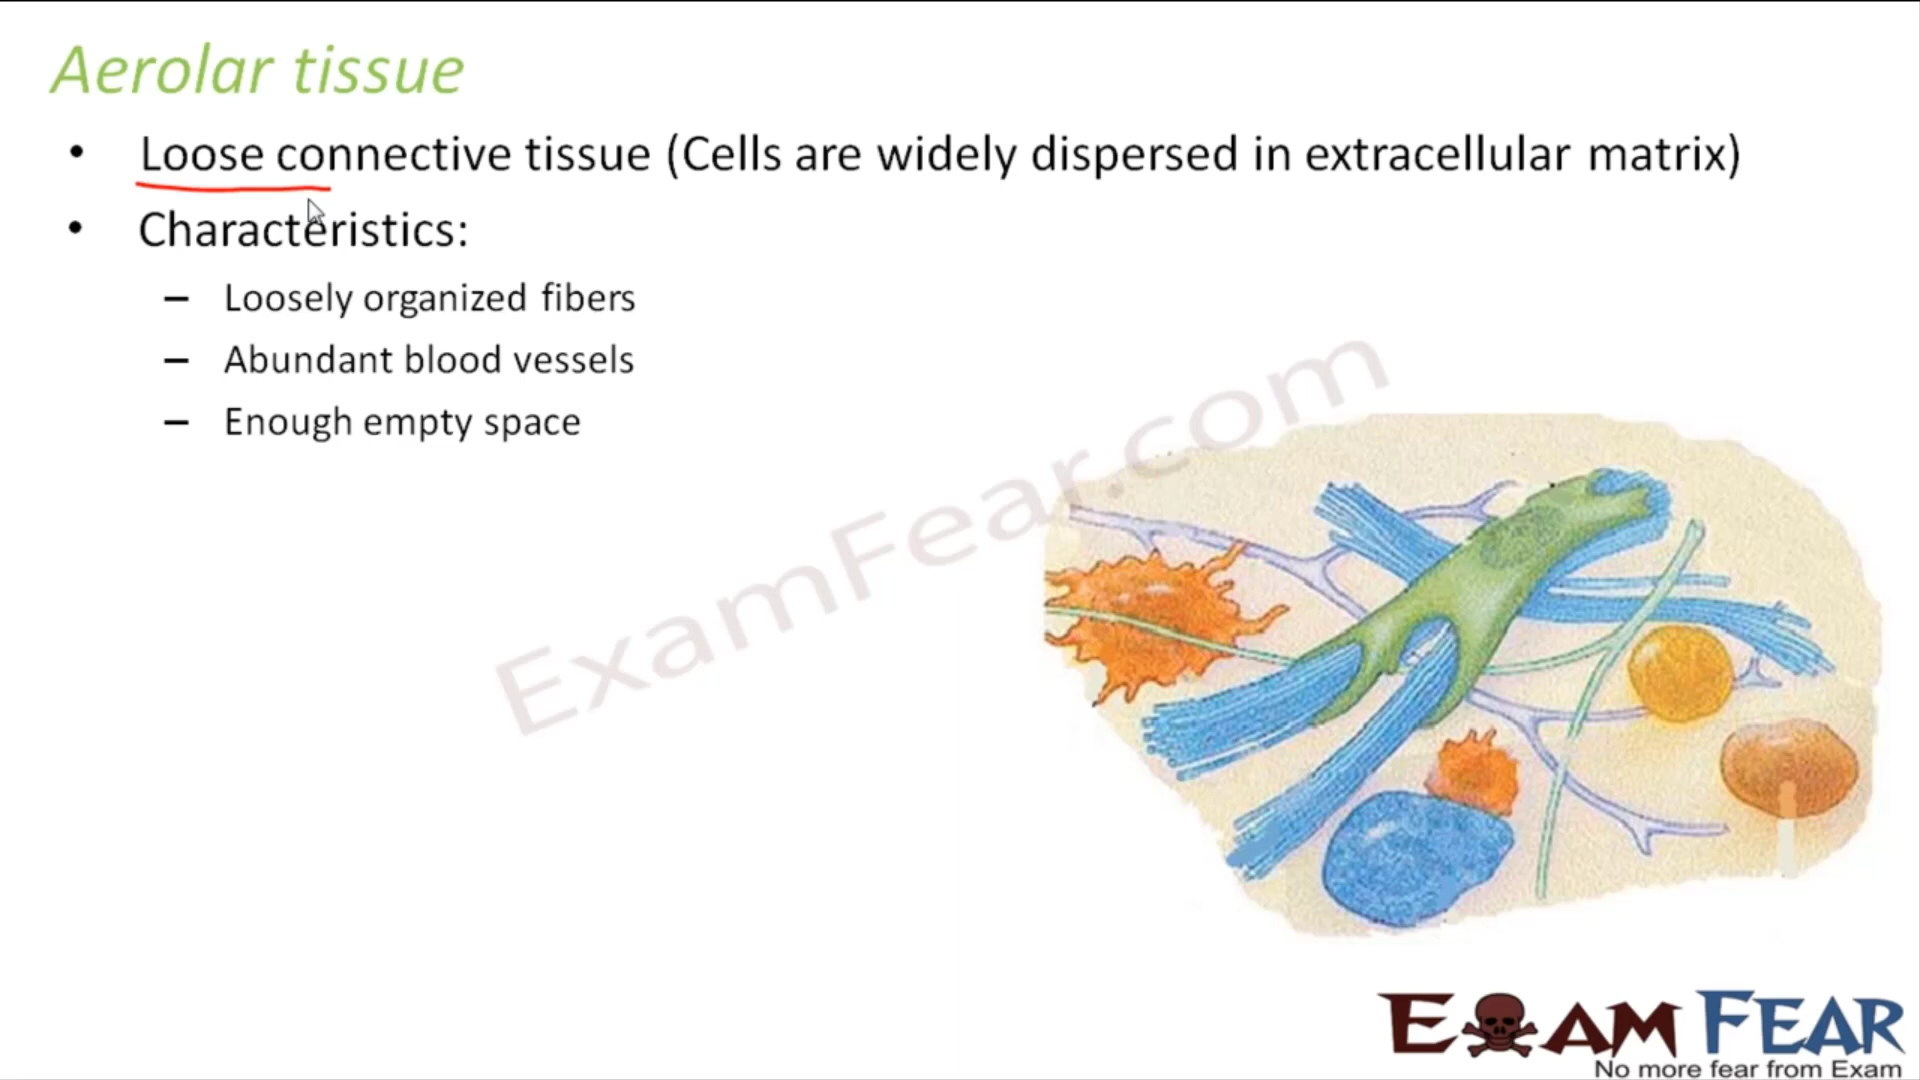 Aerolar tissue
• Loose connective tissue (Cells are widely dispersed in extracellular matrix)
• Characteristics:
– Loosely organized fibers
– Abundant blood vessels
– Enough empty space
ExamFear.com
EXAM FEAR
No more fear from Exam